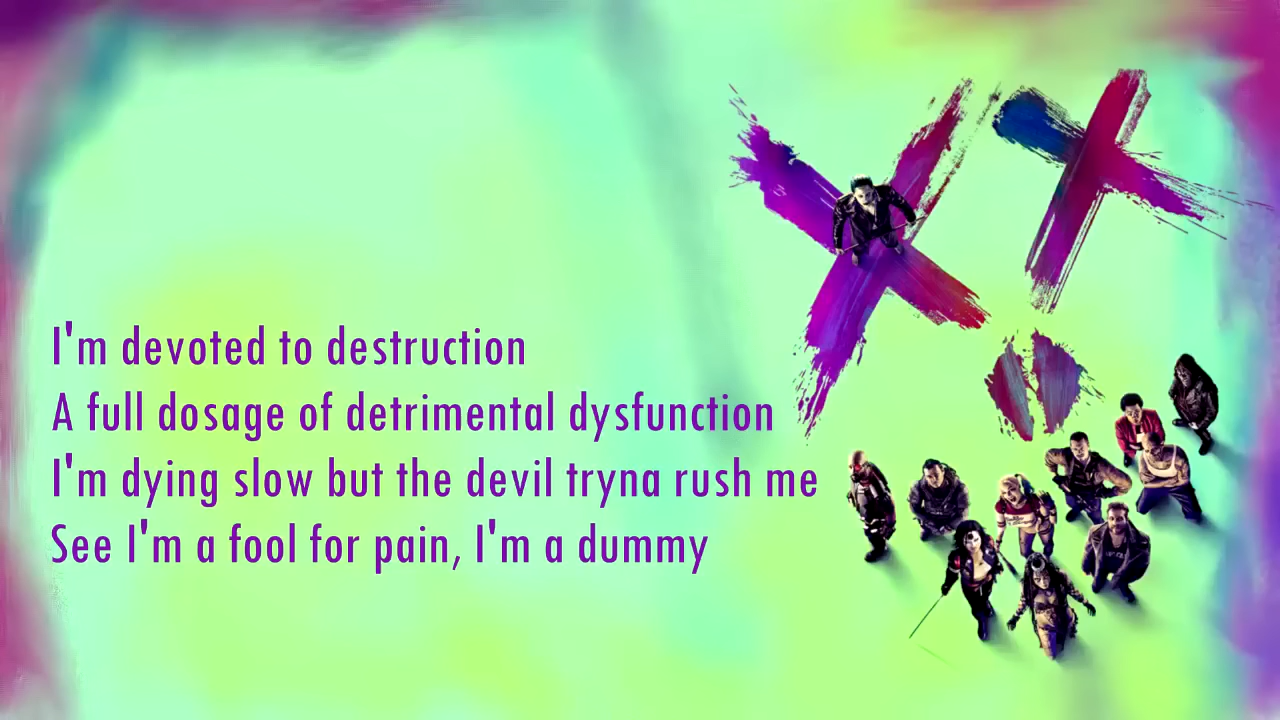 I'm devoted to destruction
A full dosage of detrimental dysfunction
I'm dying slow but the devil tryna rush me
See I'm a fool for pain, I'm a dummy